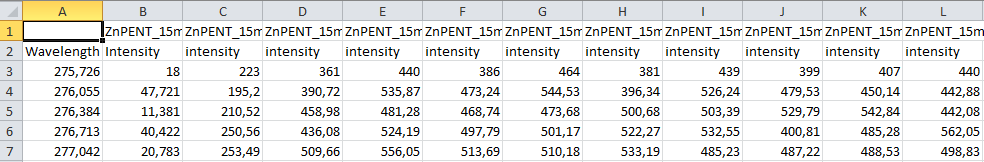 A B C D E F G H I J K L
1 ZnPENT_15m ZnPENT_15m ZnPENT_15m ZnPENT_15m ZnPENT_15m ZnPENT_15m ZnPENT_15m ZnPENT_15m ZnPENT_15m ZnPENT_15m ZnPENT_15m
2 Wavelength Intensity intensity intensity intensity intensity intensity intensity intensity intensity intensity intensity
3 275,726 18 223 361 440 386 464 381 439 399 407 440
4 276,055 47,721 195,2 390,72 535,87 473,24 544,53 396,34 526,24 479,53 450,14 442,88
5 276,384 11,381 210,52 458,98 481,28 468,74 473,68 500,68 503,39 529,79 542,84 442,08
6 276,713 40,422 250,56 436,08 524,19 497,79 501,17 522,27 532,55 400,81 485,28 562,05
7 277,042 20,783 253,49 509,66 556,05 513,69 510,18 533,19 485,23 487,22 488,53 498,83